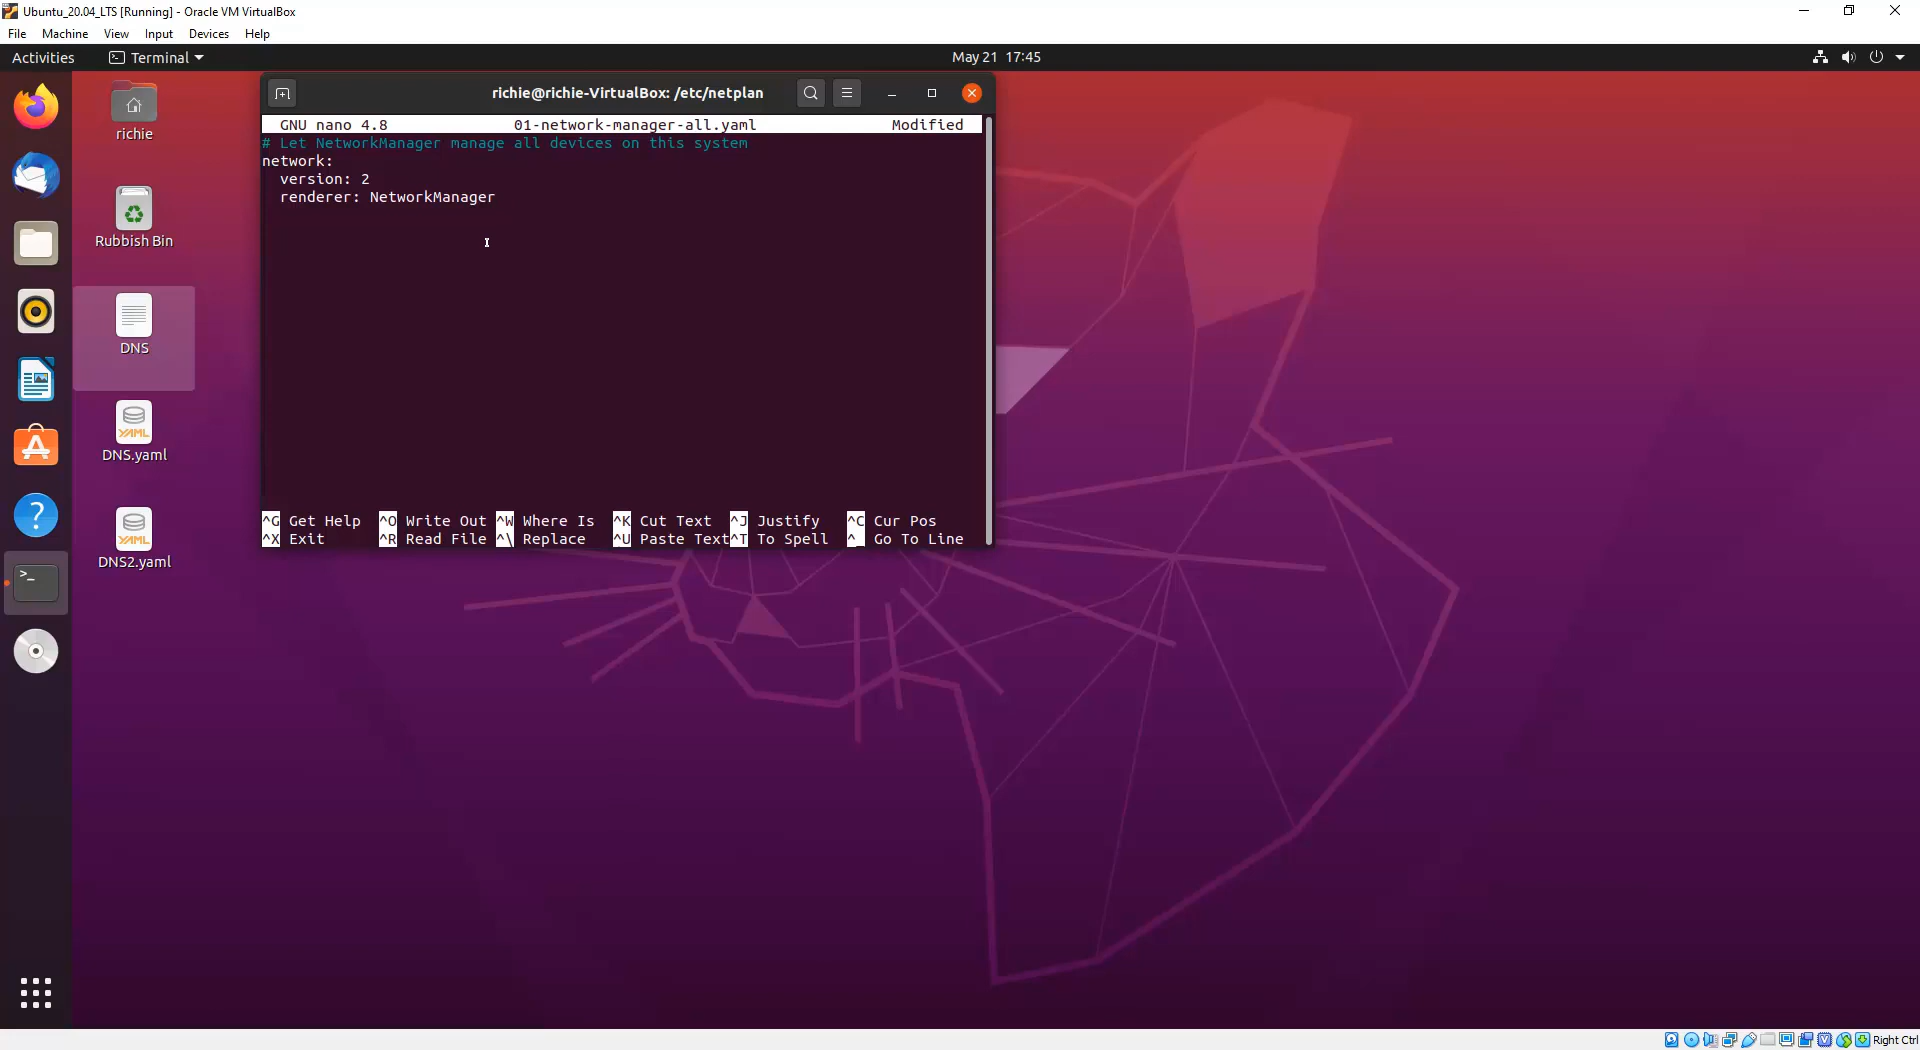 Ubuntu_20.04_LTS [Running] - Oracle VM VirtualBox
File Machine View Input Devices Help
Activities Terminal May 21 17:45
richie@richie-VirtualBox: /etc/netplan
GNU nano 4.8 01-network-manager-all.yaml Modified
# Let NetworkManager manage all devices on this system
network:
version: 2
renderer: NetworkManager
^G Get Help ^O Write Out ^W Where Is ^K Cut Text ^J Justify ^C Cur Pos
^X Exit ^R Read File ^\ Replace ^U Paste Text^T To Spell ^_ Go To Line
richie
Rubbish Bin
DNS
YAML
DNS.yaml
YAML
DNS2.yaml
Right Ctrl